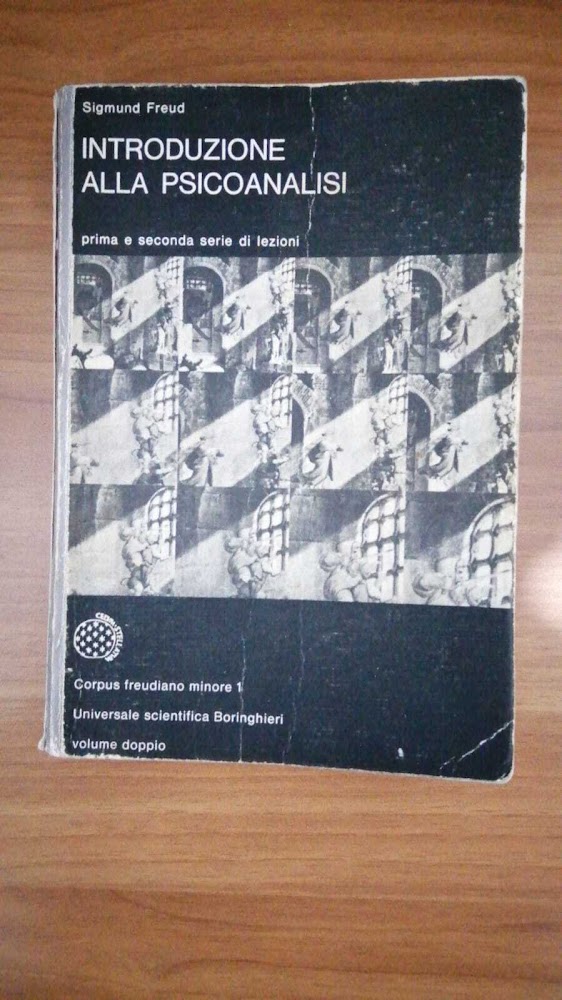 Sigmund Freud
INTRODUZIONE
ALLA PSICOANALISI
prima e seconda serie di lezioni
Corpus freudiano minore 1
Universale scientifica Boringhieri
volume doppio